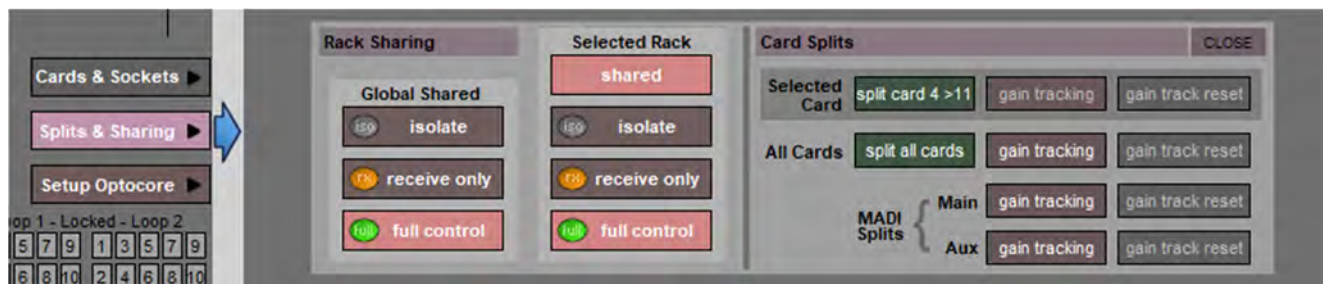 Cards & Sockets
Splits & Sharing
Setup Optocore
op 1 - Locked - Loop 2
5 7 9 1 3 5 7 9
6 8 10 2 4 6 8 10
Rack Sharing
Global Shared
iso isolate
rx receive only
full full control
Selected Rack
shared
iso isolate
rx receive only
full full control
Card Splits
CLOSE
Selected Card
split card 4 >11
gain tracking
gain track reset
All Cards
split all cards
gain tracking
gain track reset
MADI Splits
Main
gain tracking
gain track reset
Aux
gain tracking
gain track reset